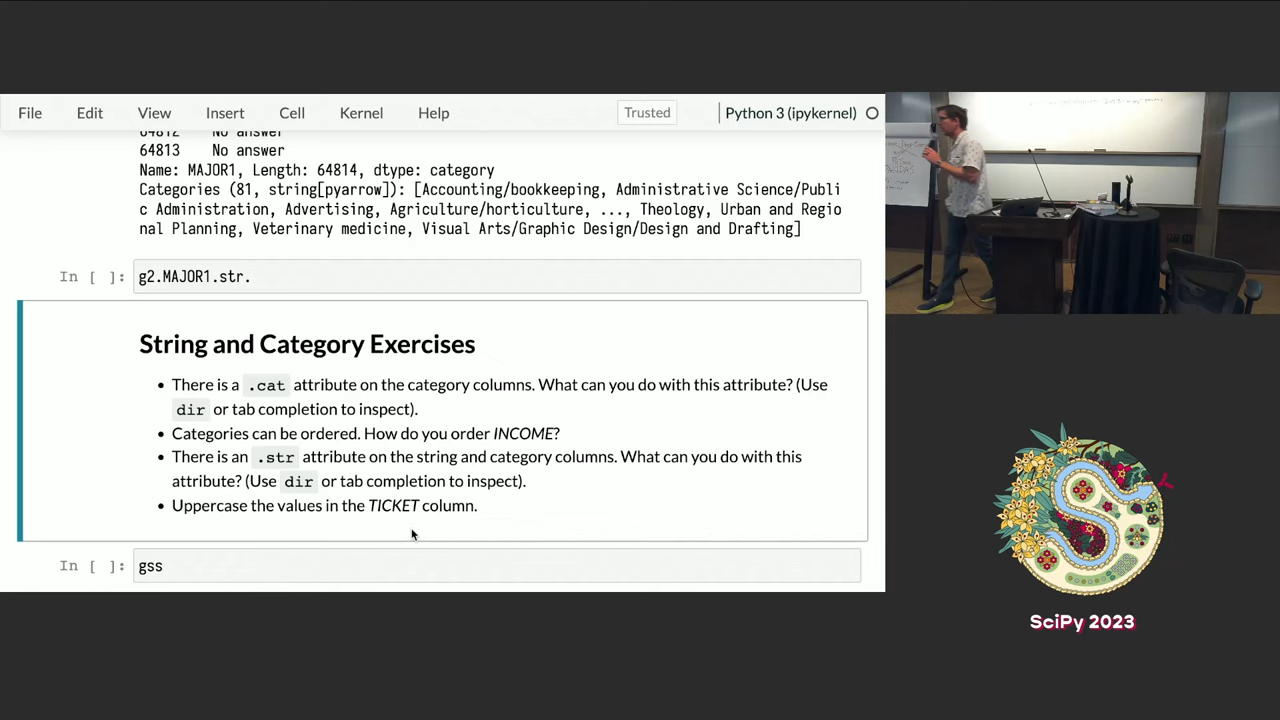 File Edit View Insert Cell Kernel Help Trusted Python 3 (ipykernel)
64812 No answer
64813 No answer
Name: MAJOR1, Length: 64814, dtype: category
Categories (81, string[pyarrow]): [Accounting/bookkeeping, Administrative Science/Publi
c Administration, Advertising, Agriculture/horticulture, ..., Theology, Urban and Regio
nal Planning, Veterinary medicine, Visual Arts/Graphic Design/Design and Drafting]
In [ ]: g2.MAJOR1.str.
String and Category Exercises
• There is a .cat attribute on the category columns. What can you do with this attribute? (Use
dir or tab completion to inspect).
• Categories can be ordered. How do you order INCOME?
• There is an .str attribute on the string and category columns. What can you do with this
attribute? (Use dir or tab completion to inspect).
• Uppercase the values in the TICKET column.
In [ ]: gss
SciPy 2023